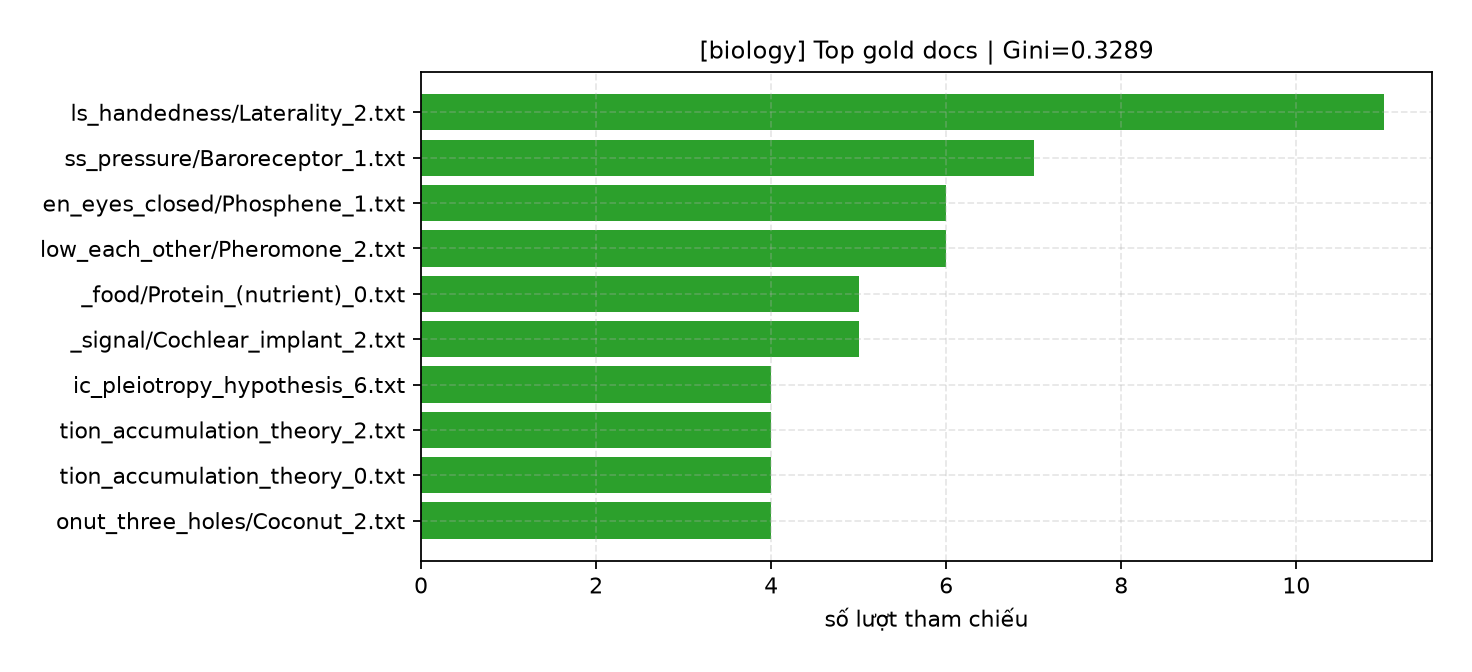 [biology] Top gold docs | Gini=0.3289
ls_handedness/Laterality_2.txt
ss_pressure/Baroreceptor_1.txt
en_eyes_closed/Phosphene_1.txt
low_each_other/Pheromone_2.txt
_food/Protein_(nutrient)_0.txt
_signal/Cochlear_implant_2.txt
ic_pleiotropy_hypothesis_6.txt
tion_accumulation_theory_2.txt
tion_accumulation_theory_0.txt
onut_three_holes/Coconut_2.txt
0 2 4 6 8 10
số lượt tham chiếu